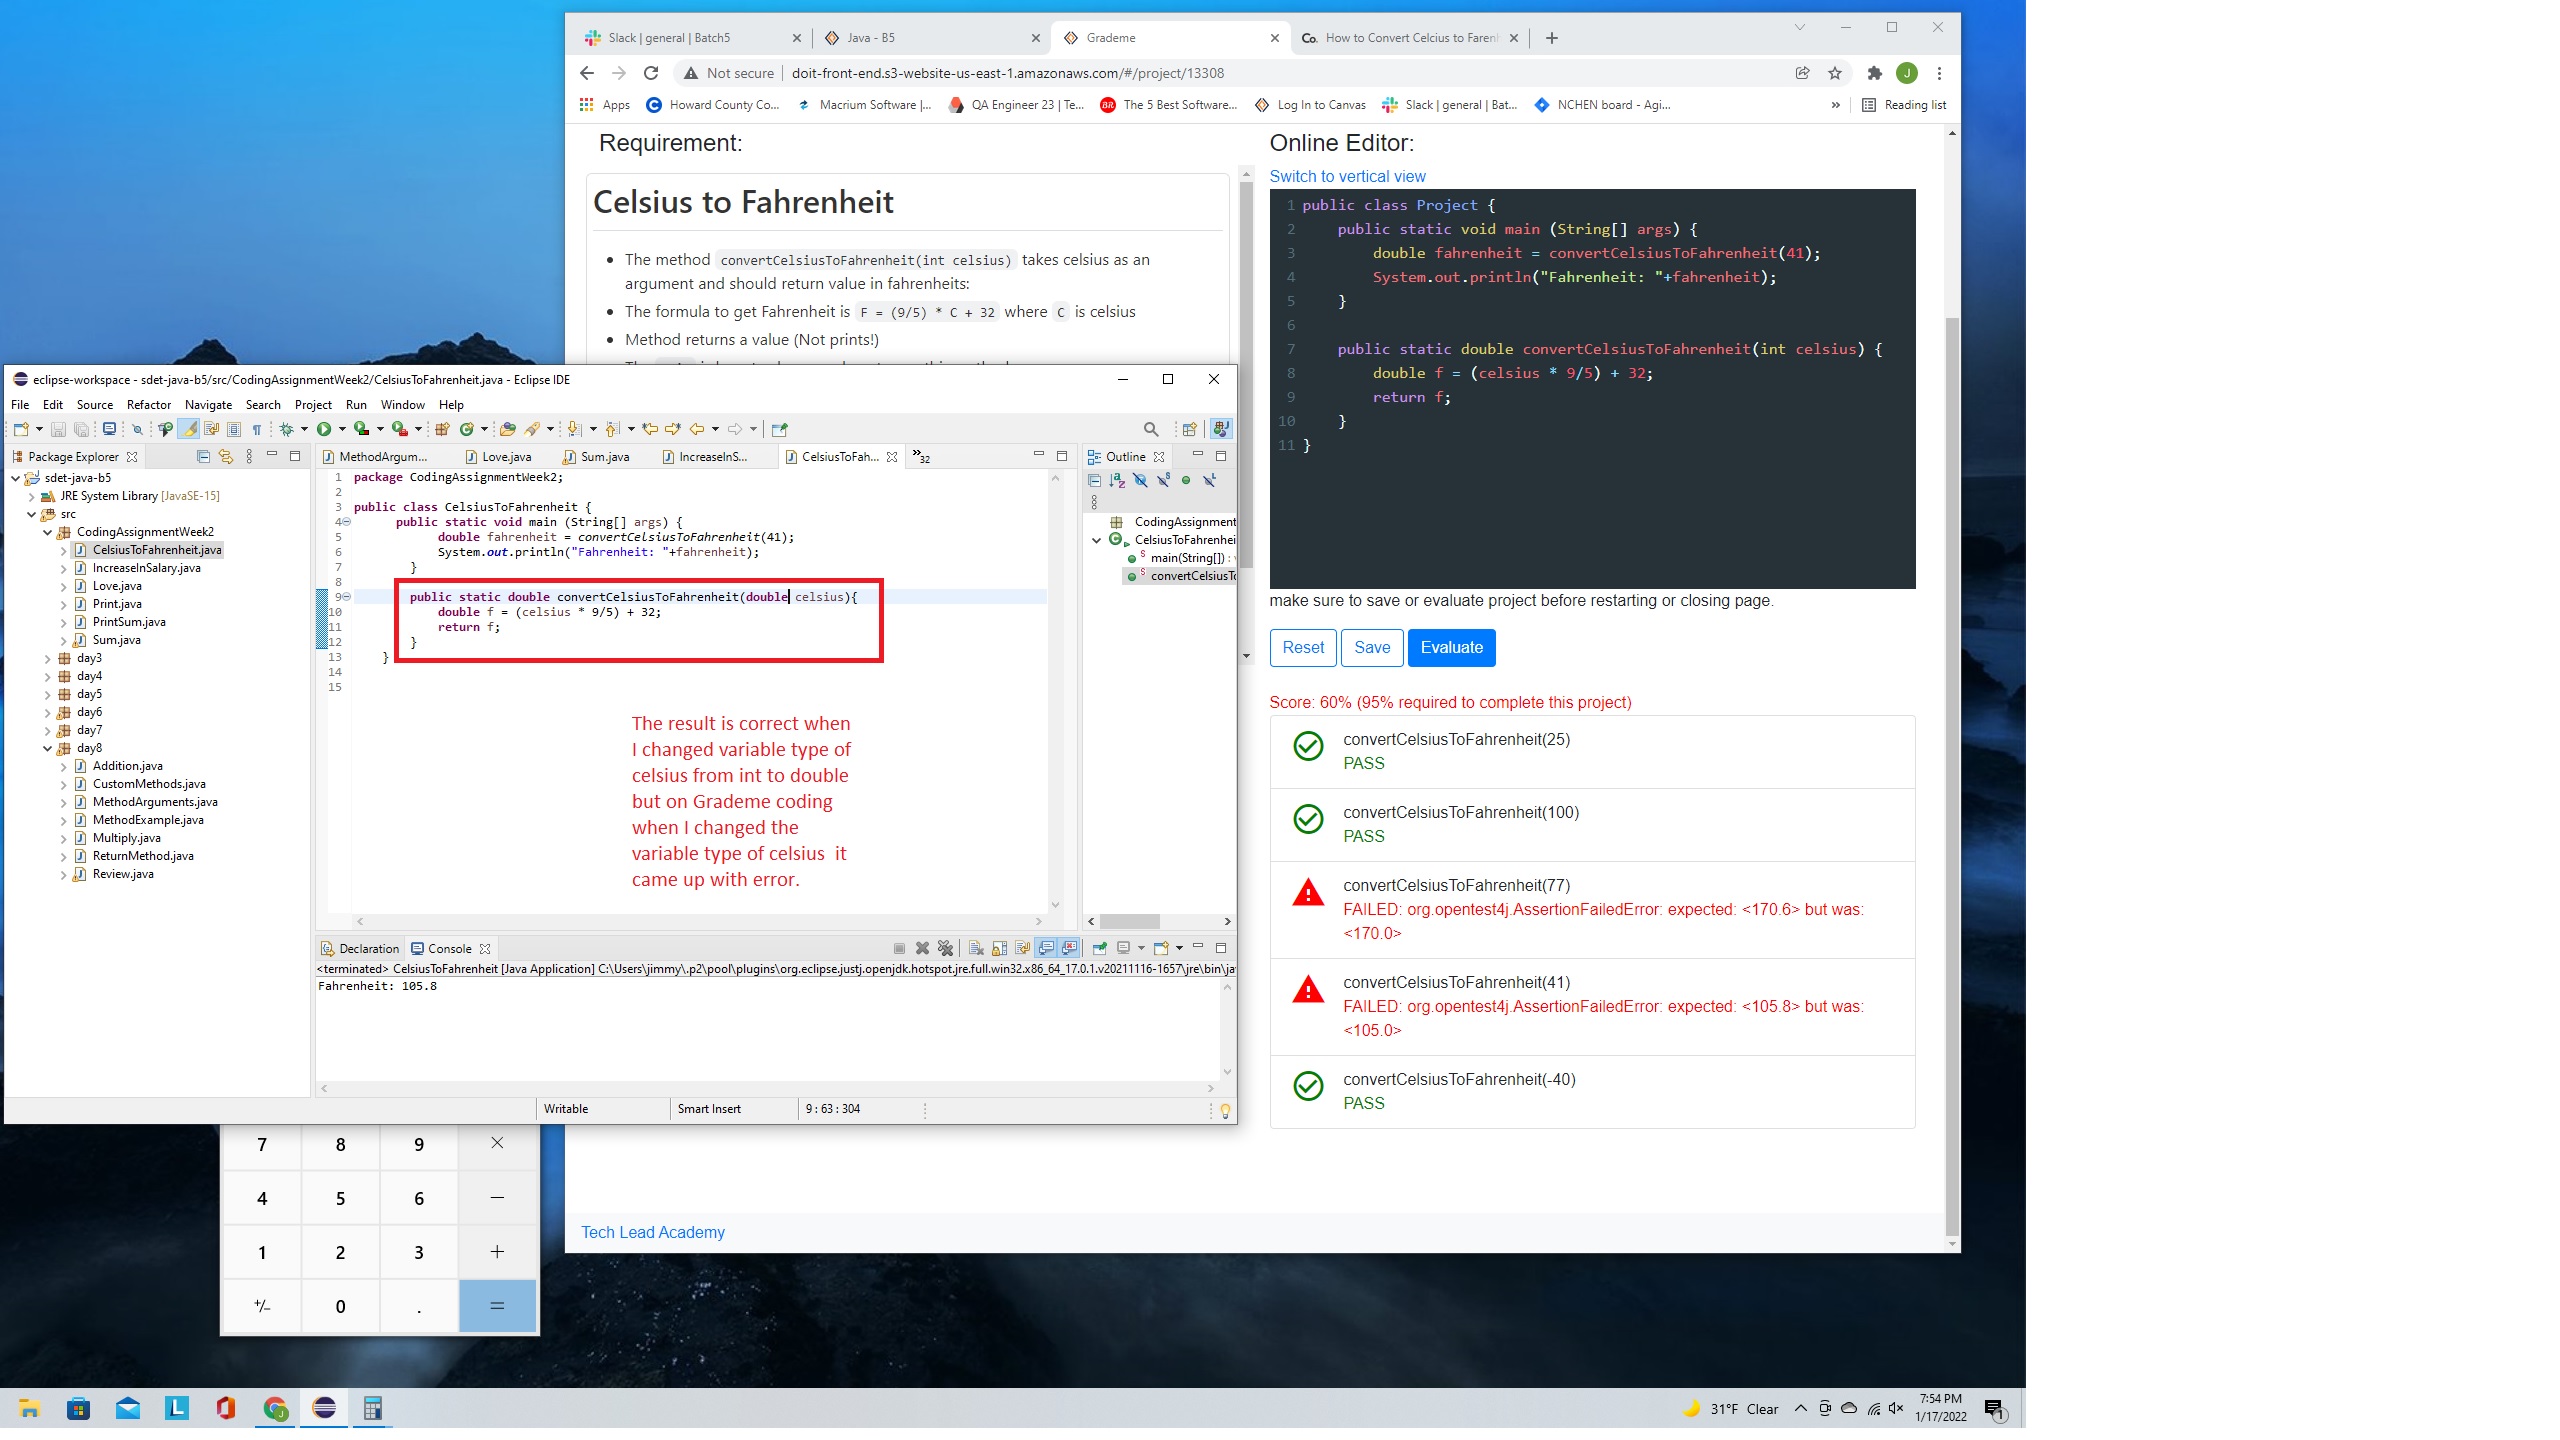 Slack | general | Batch5
Java - B5
Grademe
Co. How to Convert Celcius to Faren
Not secure
doit-front-end.s3-website-us-east-1.amazonaws.com/#/project/13308
Apps
Howard County Co...
Macrium Software |...
QA Engineer 23 | Te...
BR The 5 Best Software...
Log In to Canvas
Slack | general | Bat...
NCHEN board - Agi...
»
Reading list
Requirement:
Celsius to Fahrenheit
• The method convertCelsiusToFahrenheit(int celsius) takes celsius as an
argument and should return value in fahrenheits:
• The formula to get Fahrenheit is F = (9/5) * C + 32 where C is celsius
• Method returns a value (Not prints!)
Online Editor:
Switch to vertical view
1 public class Project {
2 public static void main (String[] args) {
3 double fahrenheit = convertCelsiusToFahrenheit(41);
4 System.out.println("Fahrenheit: "+fahrenheit);
5 }
6
7 public static double convertCelsiusToFahrenheit(int celsius) {
8 double f = (celsius * 9/5) + 32;
9 return f;
10 }
11 }
make sure to save or evaluate project before restarting or closing page.
Reset Save Evaluate
Score: 60% (95% required to complete this project)
convertCelsiusToFahrenheit(25)
PASS
convertCelsiusToFahrenheit(100)
PASS
convertCelsiusToFahrenheit(77)
FAILED: org.opentest4j.AssertionFailedError: expected: <170.6> but was:
<170.0>
convertCelsiusToFahrenheit(41)
FAILED: org.opentest4j.AssertionFailedError: expected: <105.8> but was:
<105.0>
convertCelsiusToFahrenheit(-40)
PASS
Tech Lead Academy
eclipse-workspace - sdet-java-b5/src/CodingAssignmentWeek2/CelsiusToFahrenheit.java - Eclipse IDE
File Edit Source Refactor Navigate Search Project Run Window Help
Package Explorer
sdet-java-b5
JRE System Library [JavaSE-15]
src
CodingAssignmentWeek2
CelsiusToFahrenheit.java
IncreaseInSalary.java
Love.java
Print.java
PrintSum.java
Sum.java
day3
day4
day5
day6
day7
day8
Addition.java
CustomMethods.java
MethodArguments.java
MethodExample.java
Multiply.java
ReturnMethod.java
Review.java
MethodArgum... Love.java Sum.java IncreaseInS... CelsiusToFah... »32
1 package CodingAssignmentWeek2;
2
3 public class CelsiusToFahrenheit {
4 public static void main (String[] args) {
5 double fahrenheit = convertCelsiusToFahrenheit(41);
6 System.out.println("Fahrenheit: "+fahrenheit);
7 }
8
9 public static double convertCelsiusToFahrenheit(double celsius){
10 double f = (celsius * 9/5) + 32;
11 return f;
12 }
13 }
14
15
The result is correct when
I changed variable type of
celsius from int to double
but on Grademe coding
when I changed the
variable type of celsius it
came up with error.
Outline
CodingAssignment
CelsiusToFahrenhei
main(String[]) :
convertCelsiusTo
Declaration Console
<terminated> CelsiusToFahrenheit [Java Application] C:\Users\jimmy\.p2\pool\plugins\org.eclipse.justj.openjdk.hotspot.jre.full.win32.x86_64_17.0.1.v20211116-1657\jre\bin\ja
Fahrenheit: 105.8
Writable Smart Insert 9 : 63 : 304
7 8 9 ×
4 5 6 −
1 2 3 +
+/− 0 . =
31°F Clear
7:54 PM
1/17/2022
1